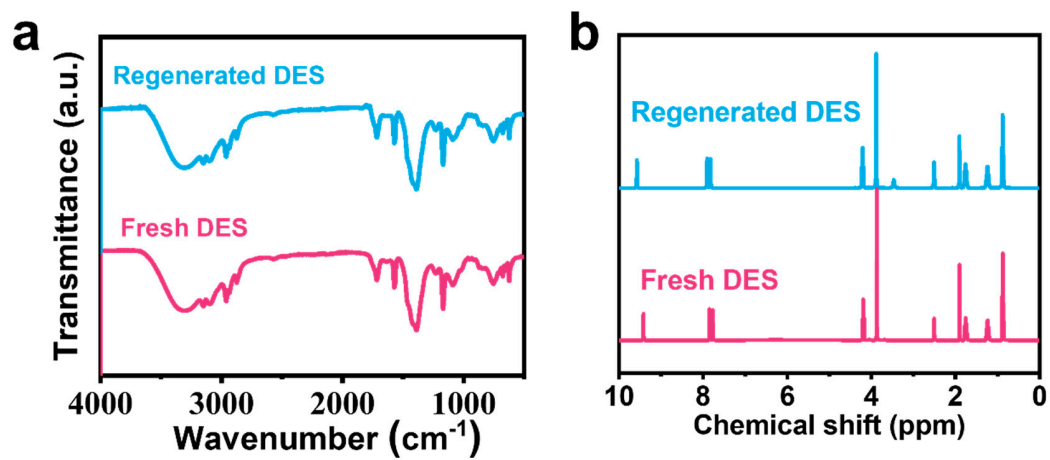 a
Regenerated DES
Fresh DES
Transmittance (a.u.)
4000 3000 2000 1000
Wavenumber (cm⁻¹)
b
Regenerated DES
Fresh DES
10 8 6 4 2 0
Chemical shift (ppm)